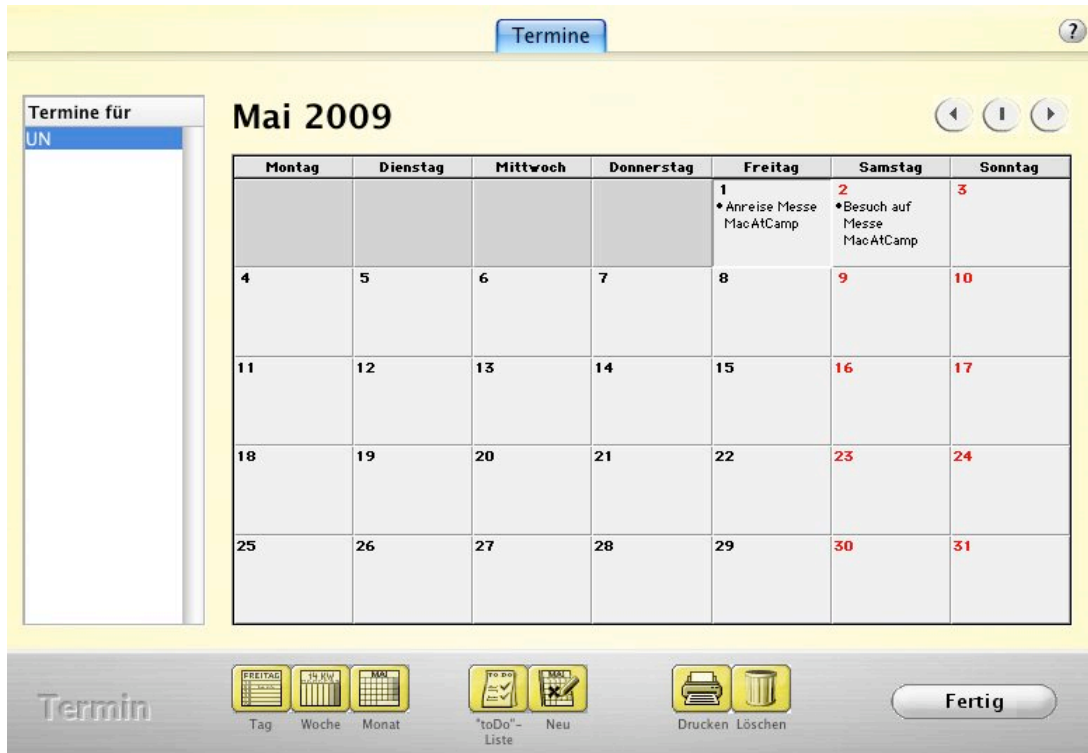 Termine
?
Termine für
UN
Mai 2009
Montag Dienstag Mittwoch Donnerstag Freitag Samstag Sonntag
1 2 3
• Anreise Messe
MacAtCamp
• Besuch auf
Messe
MacAtCamp
4 5 6 7 8 9 10
11 12 13 14 15 16 17
18 19 20 21 22 23 24
25 26 27 28 29 30 31
FREITAG
MAI
TO DO
MAI
Termin
Tag Woche Monat
"toDo"-
Liste
Neu
Drucken Löschen
Fertig